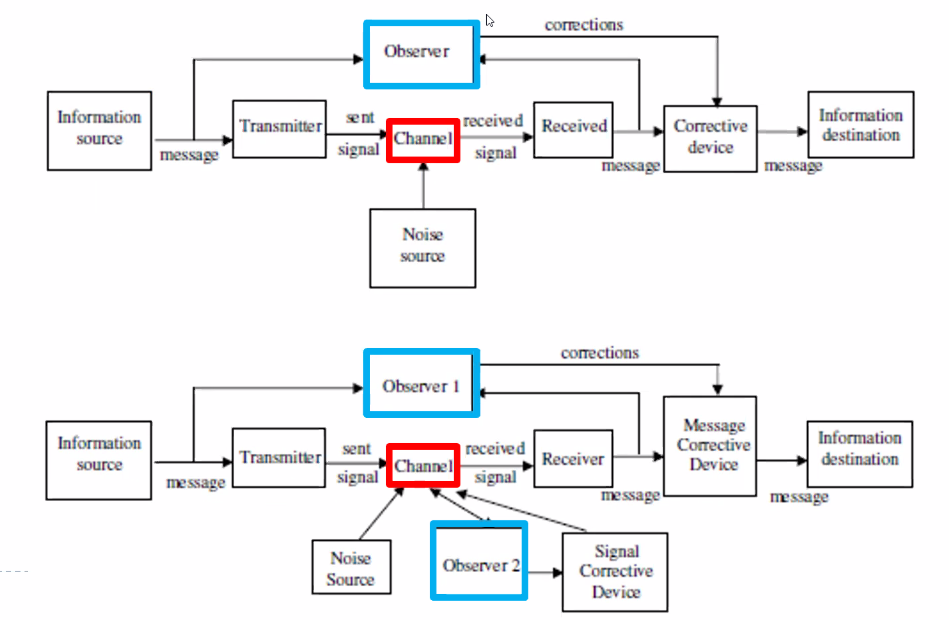 corrections
Observer
Information
source
message
Transmitter
sent
signal
Channel
received
signal
Received
message
Corrective
device
message
Information
destination
Noise
source
corrections
Observer 1
Information
source
message
Transmitter
sent
signal
Channel
received
signal
Receiver
message
Message
Corrective
Device
message
Information
destination
Noise
Source
Observer 2
Signal
Corrective
Device